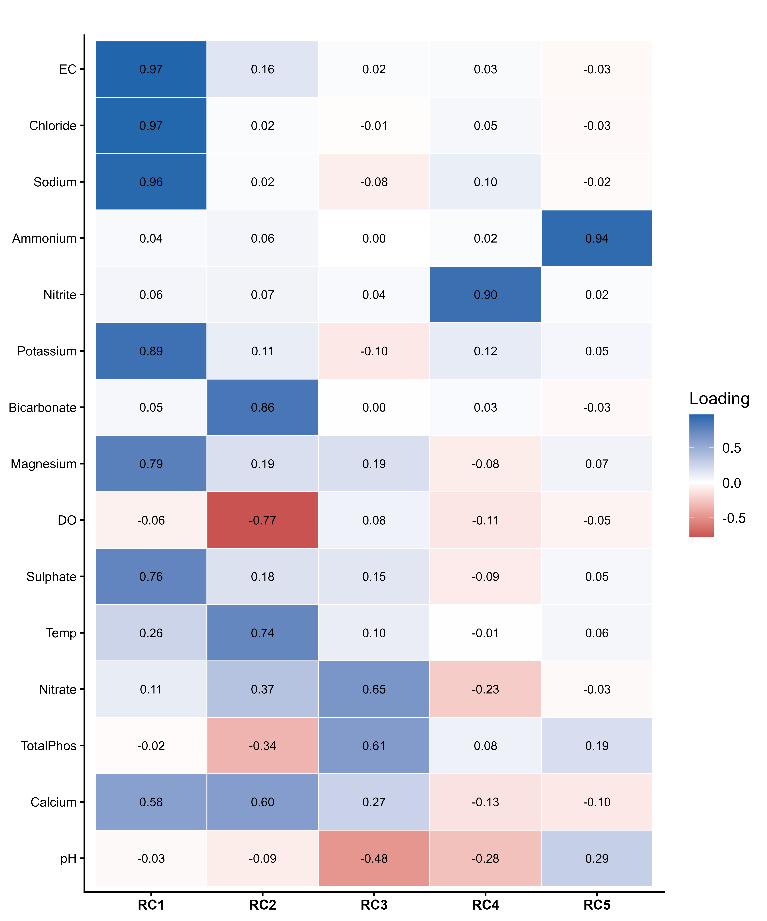 EC 0.97 0.16 0.02 0.03 -0.03
Chloride 0.97 0.02 -0.01 0.05 -0.03
Sodium 0.96 0.02 -0.08 0.10 -0.02
Ammonium 0.04 0.06 0.00 0.02 0.94
Nitrite 0.06 0.07 0.04 0.90 0.02
Potassium 0.89 0.11 -0.10 0.12 0.05
Bicarbonate 0.05 0.86 0.00 0.03 -0.03
Magnesium 0.79 0.19 0.19 -0.08 0.07
DO -0.06 -0.77 0.08 -0.11 -0.05
Sulphate 0.76 0.18 0.15 -0.09 0.05
Temp 0.26 0.74 0.10 -0.01 0.06
Nitrate 0.11 0.37 0.65 -0.23 -0.03
TotalPhos -0.02 -0.34 0.61 0.08 0.19
Calcium 0.58 0.60 0.27 -0.13 -0.10
pH -0.03 -0.09 -0.48 -0.28 0.29
RC1 RC2 RC3 RC4 RC5
Loading
0.5
0.0
-0.5